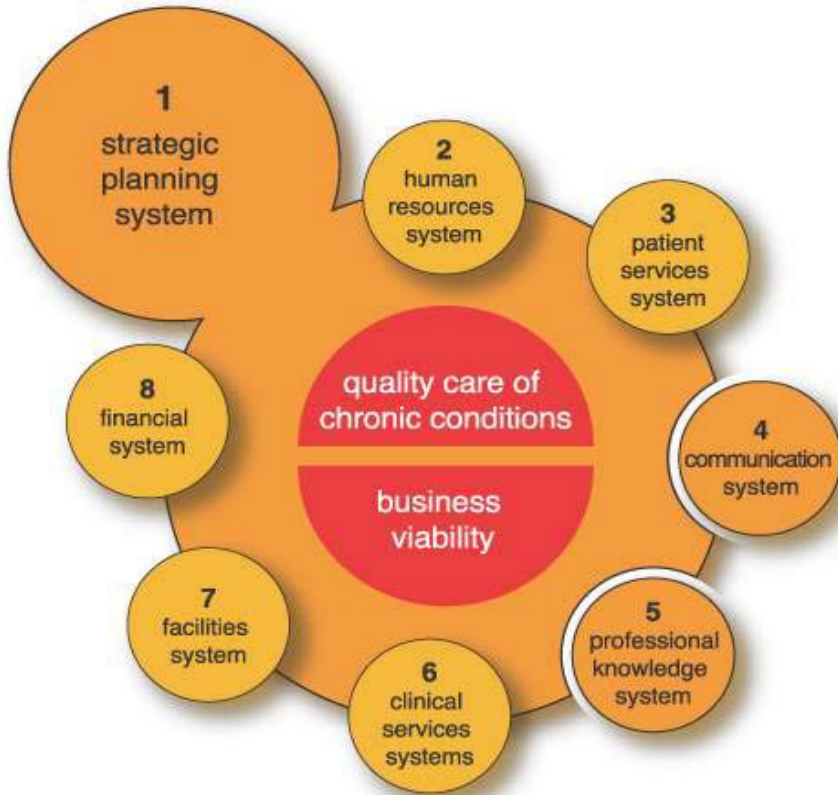 1
strategic
planning
system
2
human
resources
system
3
patient
services
system
4
communication
system
5
professional
knowledge
system
6
clinical
services
systems
7
facilities
system
8
financial
system
quality care of
chronic conditions
business
viability